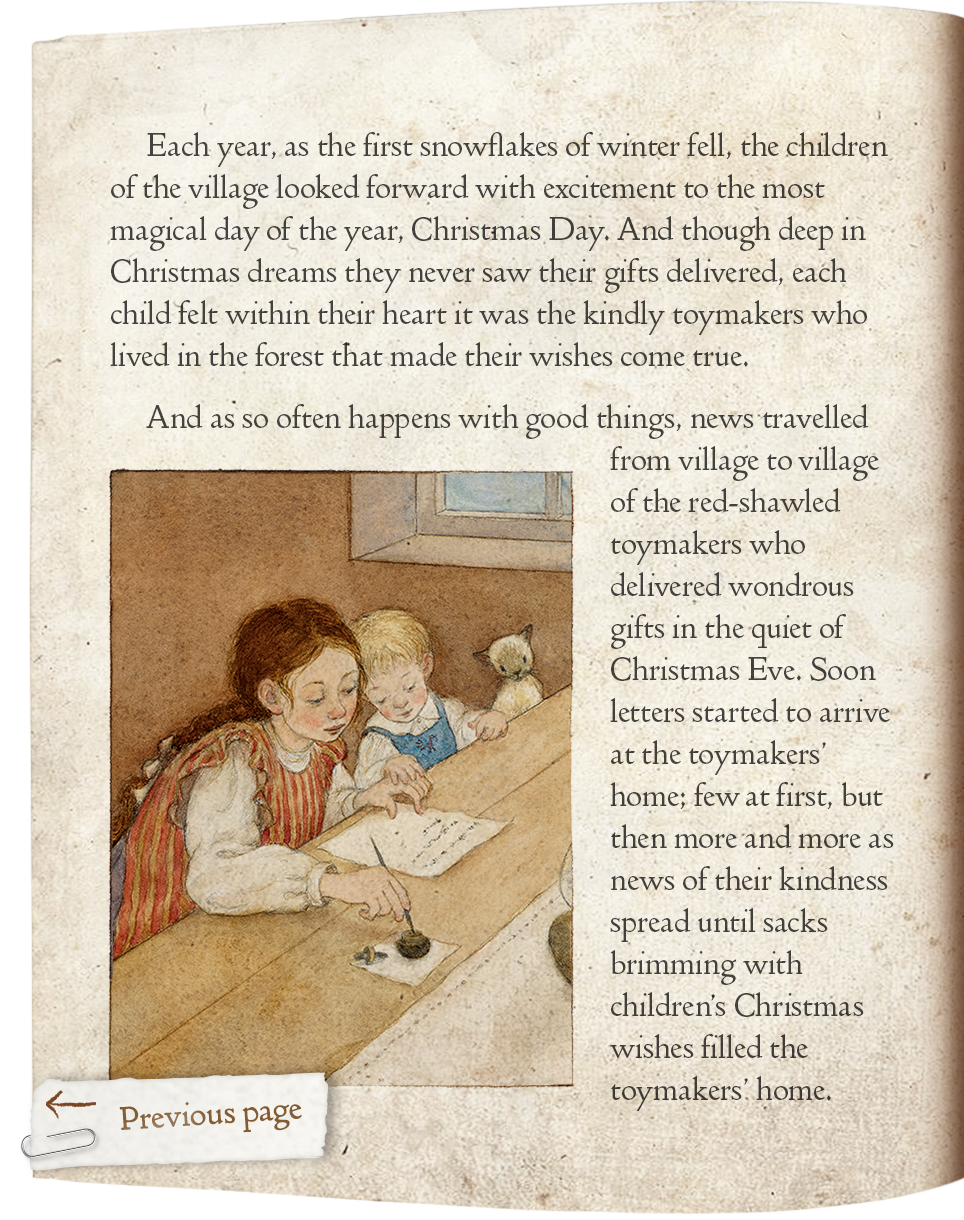 Each year, as the first snowflakes of winter fell, the children
of the village looked forward with excitement to the most
magical day of the year, Christmas Day. And though deep in
Christmas dreams they never saw their gifts delivered, each
child felt within their heart it was the kindly toymakers who
lived in the forest that made their wishes come true.
And as so often happens with good things, news travelled
from village to village
of the red-shawled
toymakers who
delivered wondrous
gifts in the quiet of
Christmas Eve. Soon
letters started to arrive
at the toymakers’
home; few at first, but
then more and more as
news of their kindness
spread until sacks
brimming with
children’s Christmas
wishes filled the
toymakers’ home.
Previous page